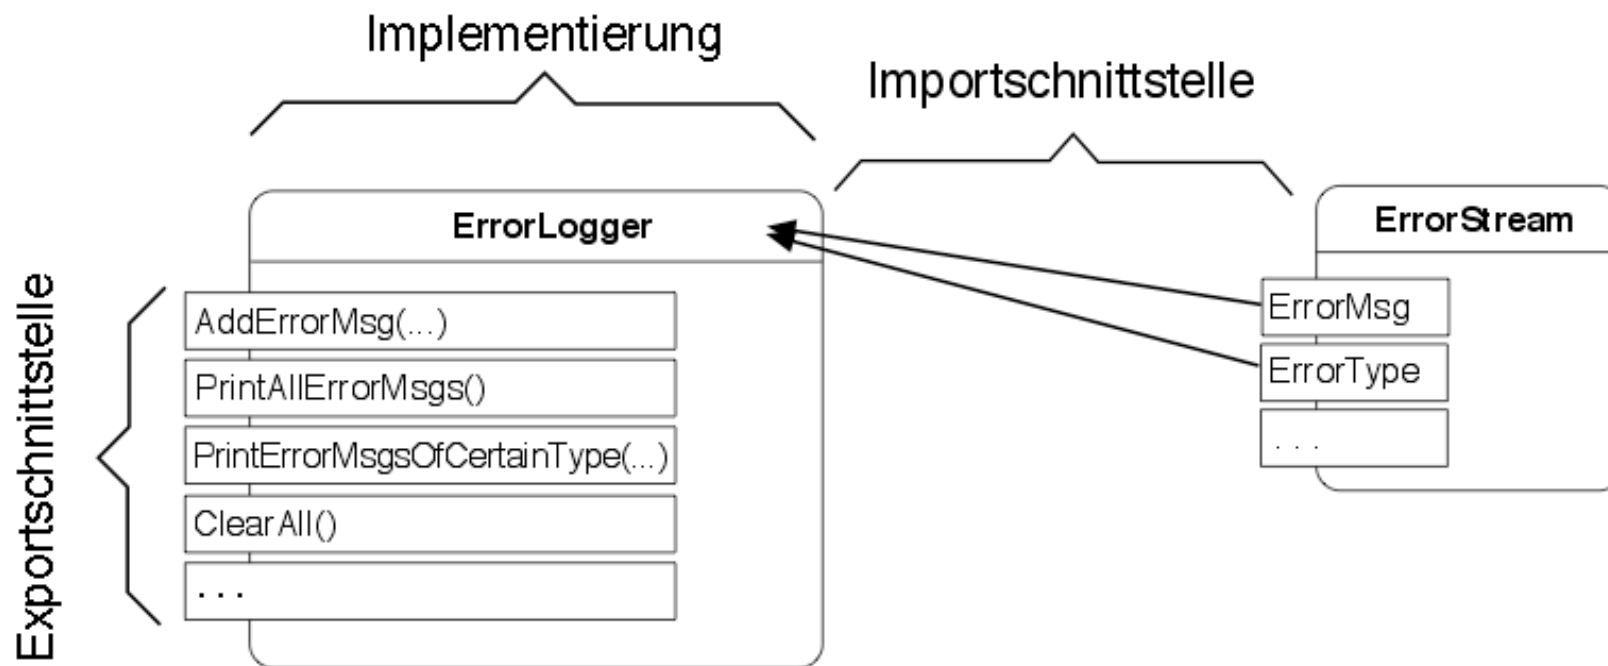 Implementierung
Importschnittstelle
ErrorLogger
ErrorStream
Exportschnittstelle
AddErrorMsg(...)
PrintAllErrorMsgs()
PrintErrorMsgsOfCertainType(...)
ClearAll()
...
ErrorMsg
ErrorType
...